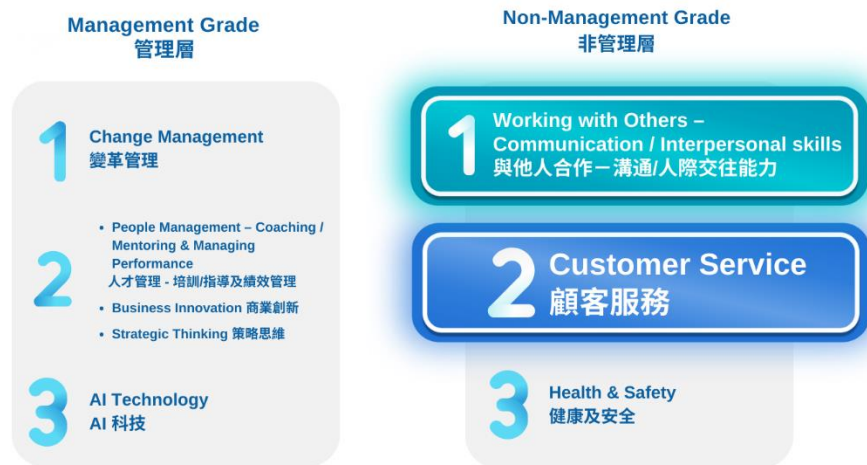 Management Grade
管理層
1
Change Management
變革管理
2
• People Management – Coaching /
Mentoring & Managing
Performance
人才管理 - 培訓/指導及績效管理
• Business Innovation 商業創新
• Strategic Thinking 策略思維
3
AI Technology
AI 科技
Non-Management Grade
非管理層
1
Working with Others –
Communication / Interpersonal skills
與他人合作－溝通/人際交往能力
2
Customer Service
顧客服務
3
Health & Safety
健康及安全